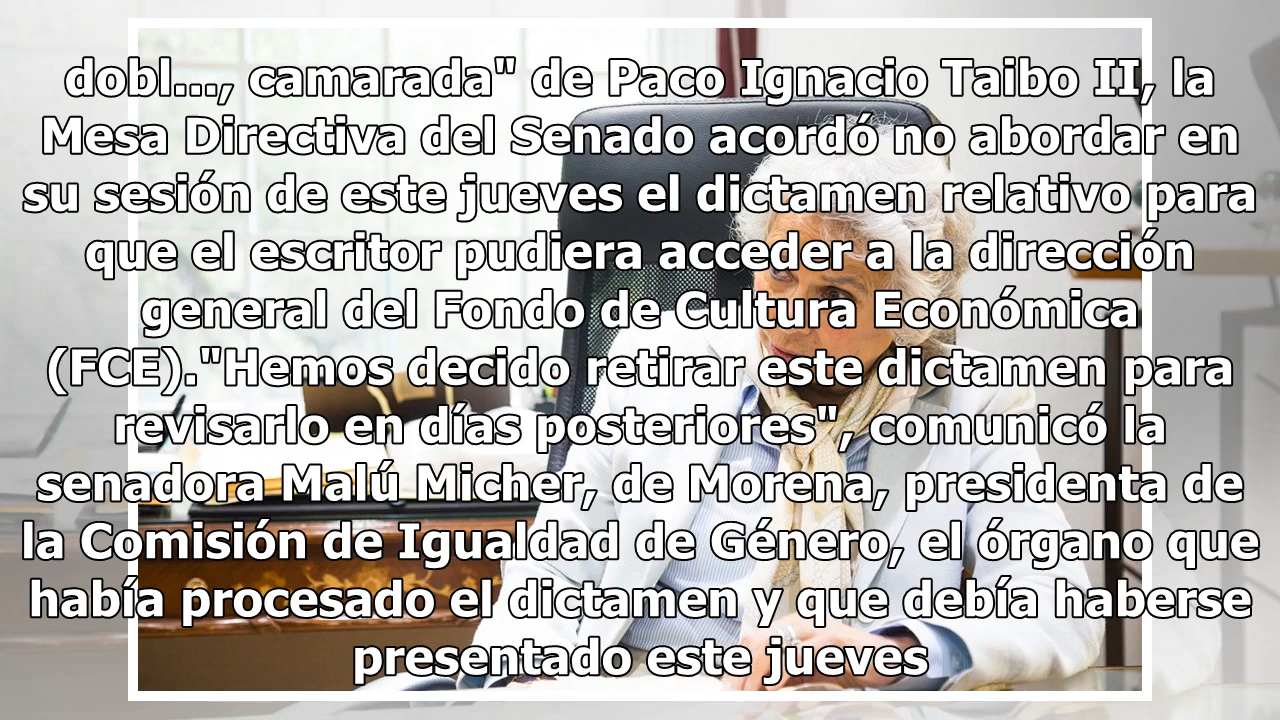 dobl..., camarada" de Paco Ignacio Taibo II, la
Mesa Directiva del Senado acordó no abordar en
su sesión de este jueves el dictamen relativo para
que el escritor pudiera acceder a la dirección
general del Fondo de Cultura Económica
(FCE)."Hemos decido retirar este dictamen para
revisarlo en días posteriores", comunicó la
senadora Malú Micher, de Morena, presidenta de
la Comisión de Igualdad de Género, el órgano que
había procesado el dictamen y que debía haberse
presentado este jueves